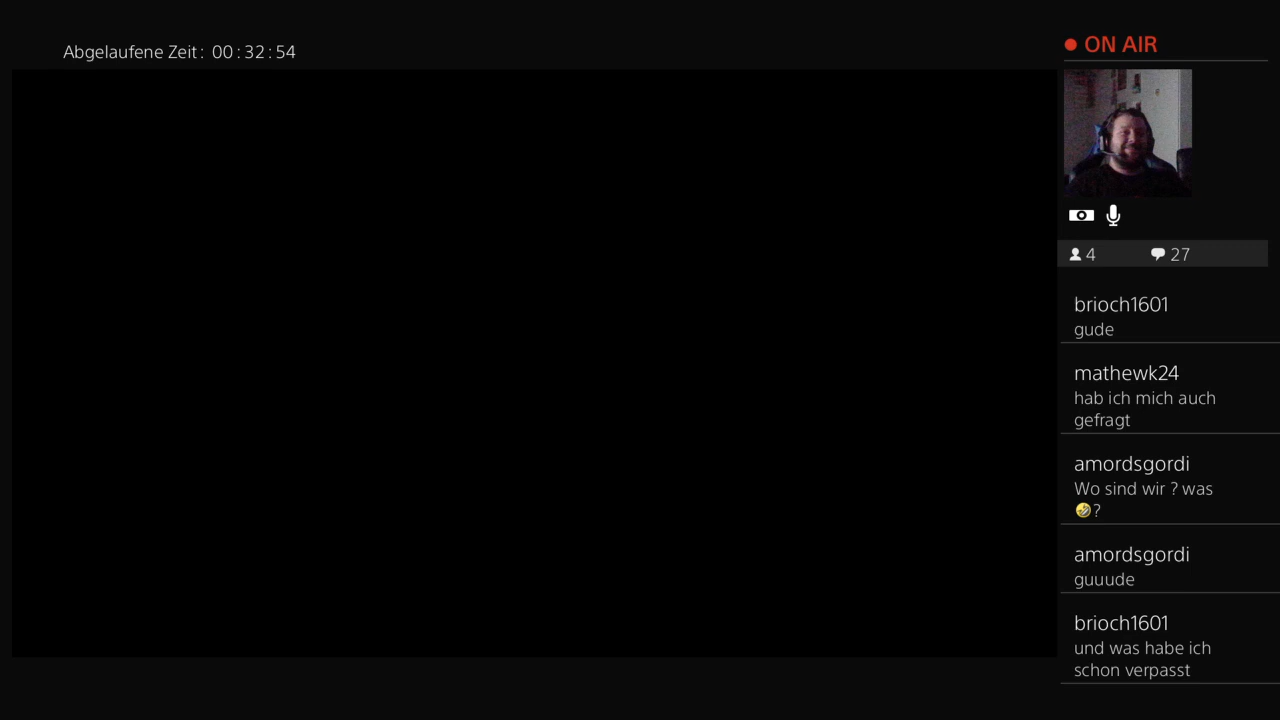 Abgelaufene Zeit: 00:32:54
ON AIR
4 27
brioch1601
gude
mathewk24
hab ich mich auch
gefragt
amordsgordi
Wo sind wir ? was
🤣?
amordsgordi
guuude
brioch1601
und was habe ich
schon verpasst